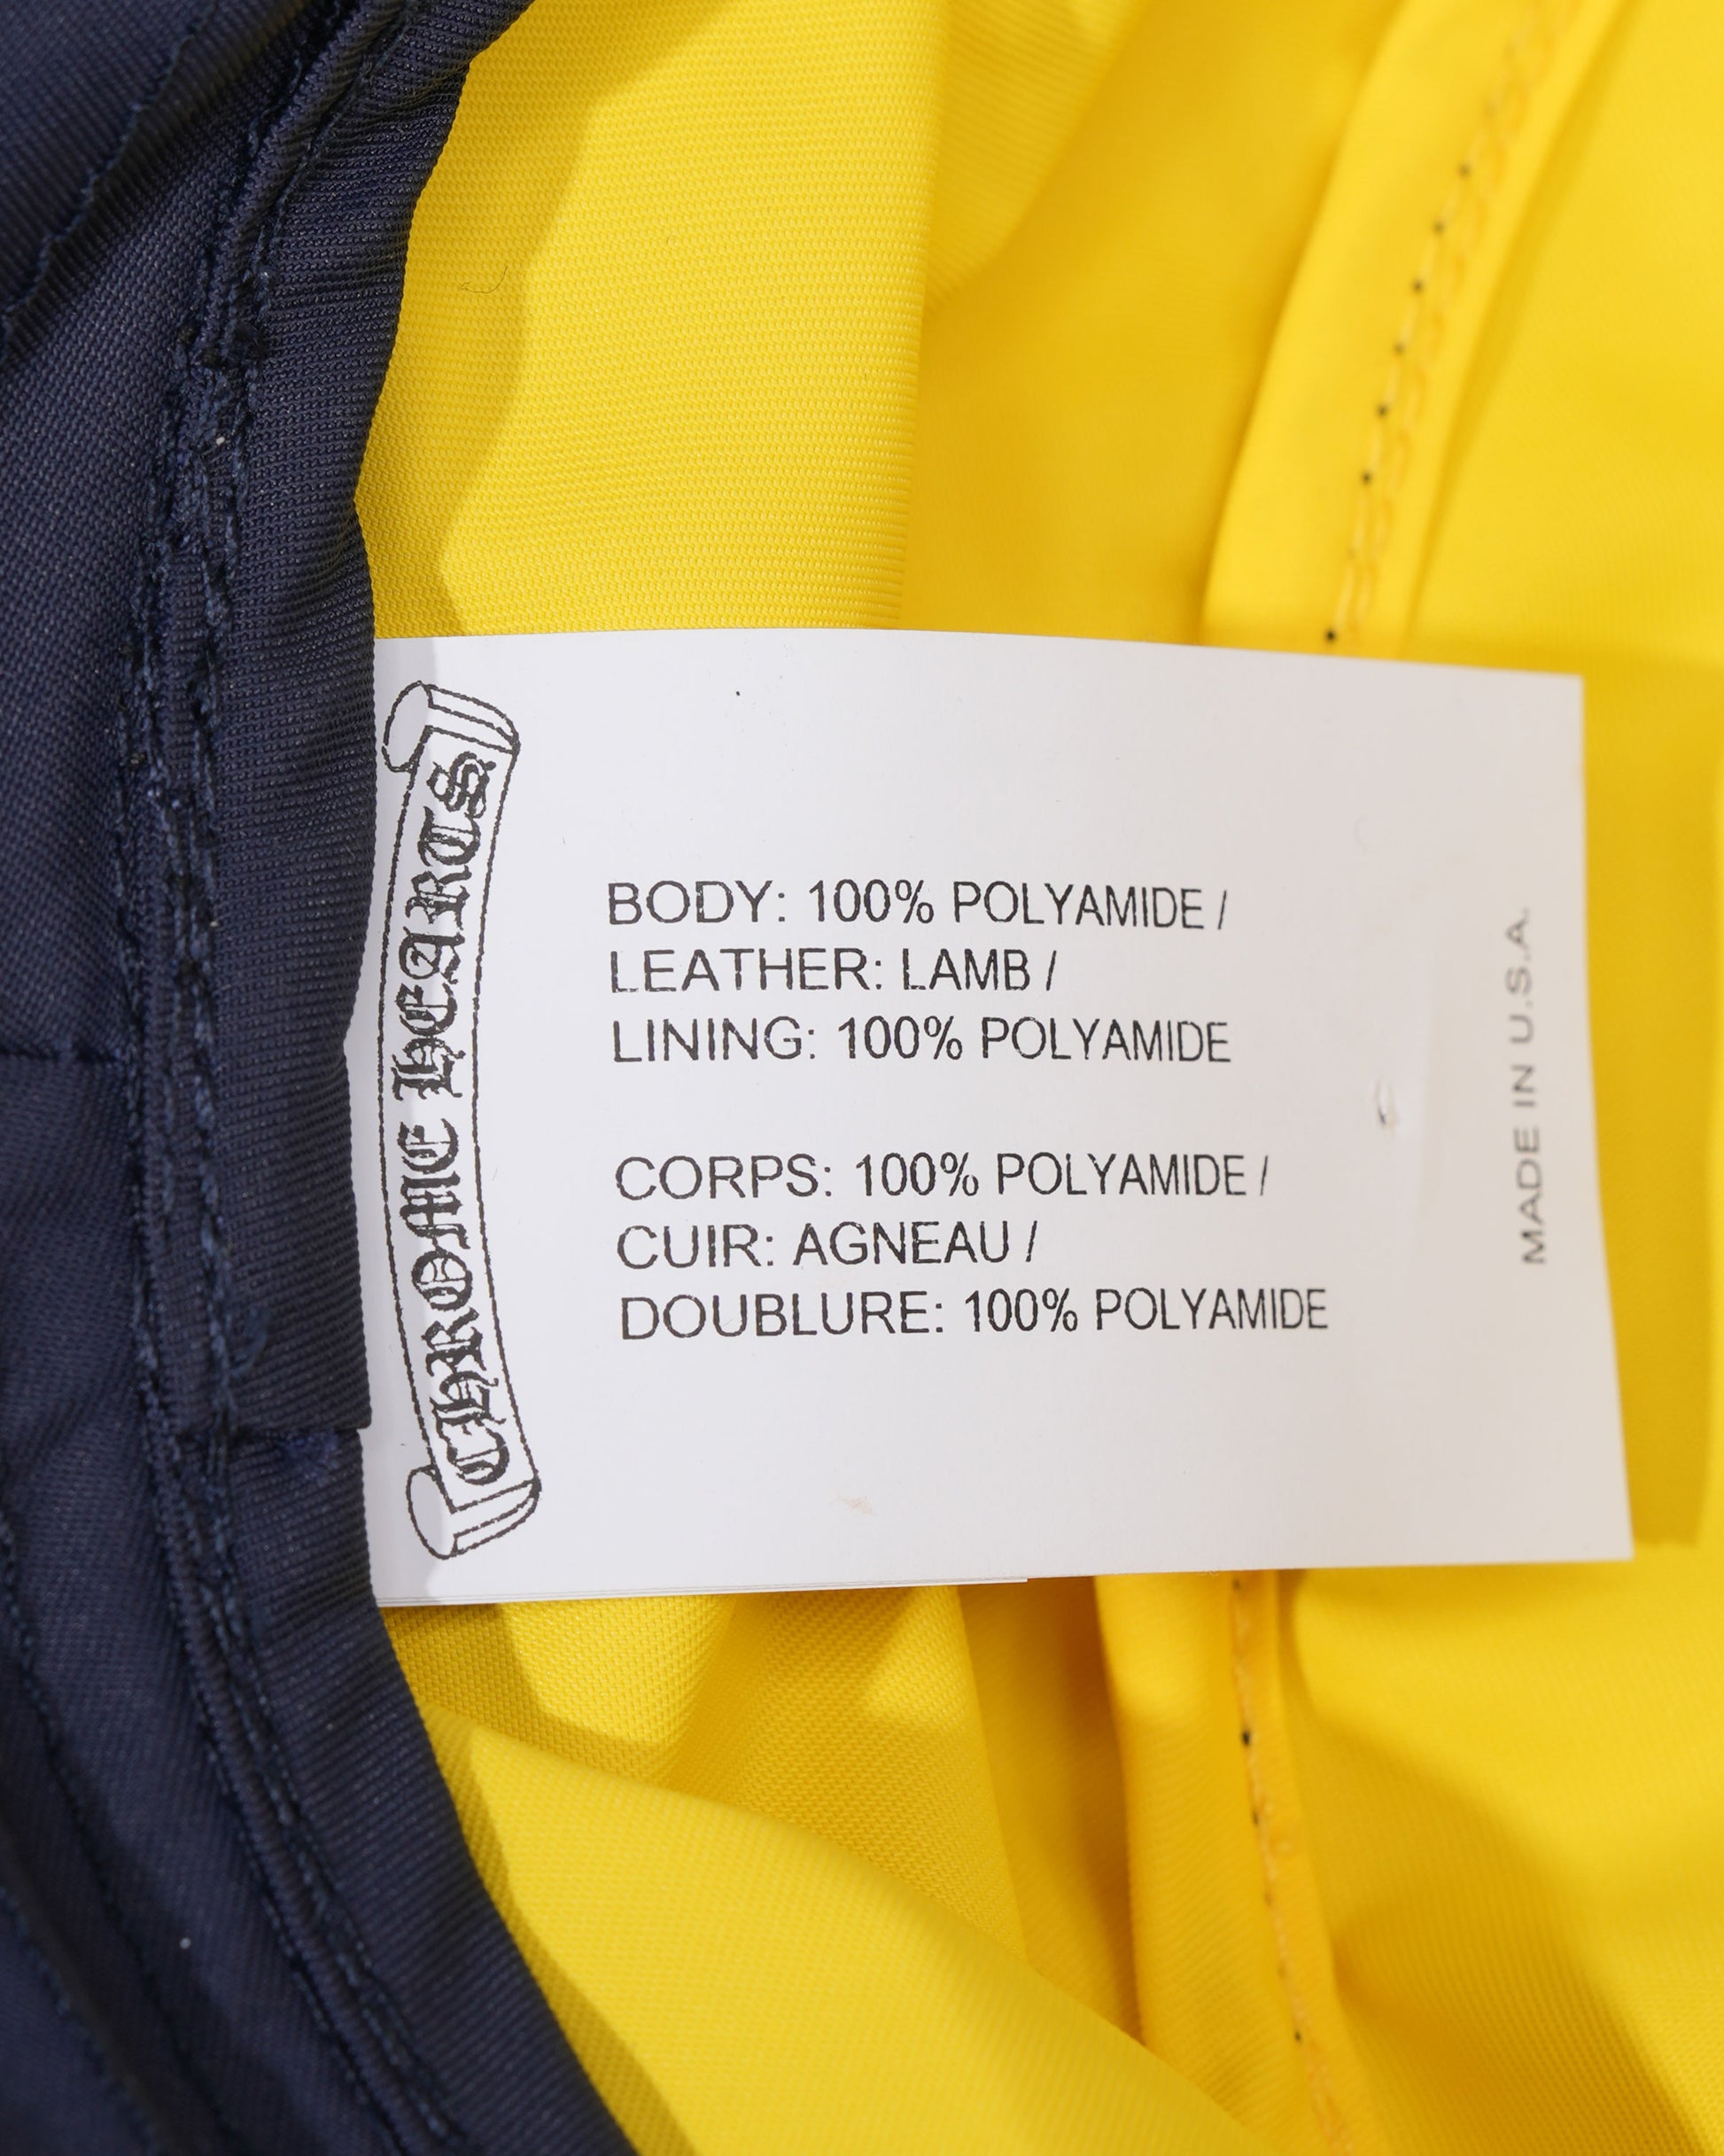 CHROME HEARTS
BODY: 100% POLYAMIDE /
LEATHER: LAMB /
LINING: 100% POLYAMIDE
CORPS: 100% POLYAMIDE /
CUIR: AGNEAU /
DOUBLURE: 100% POLYAMIDE
MADE IN U.S.A.